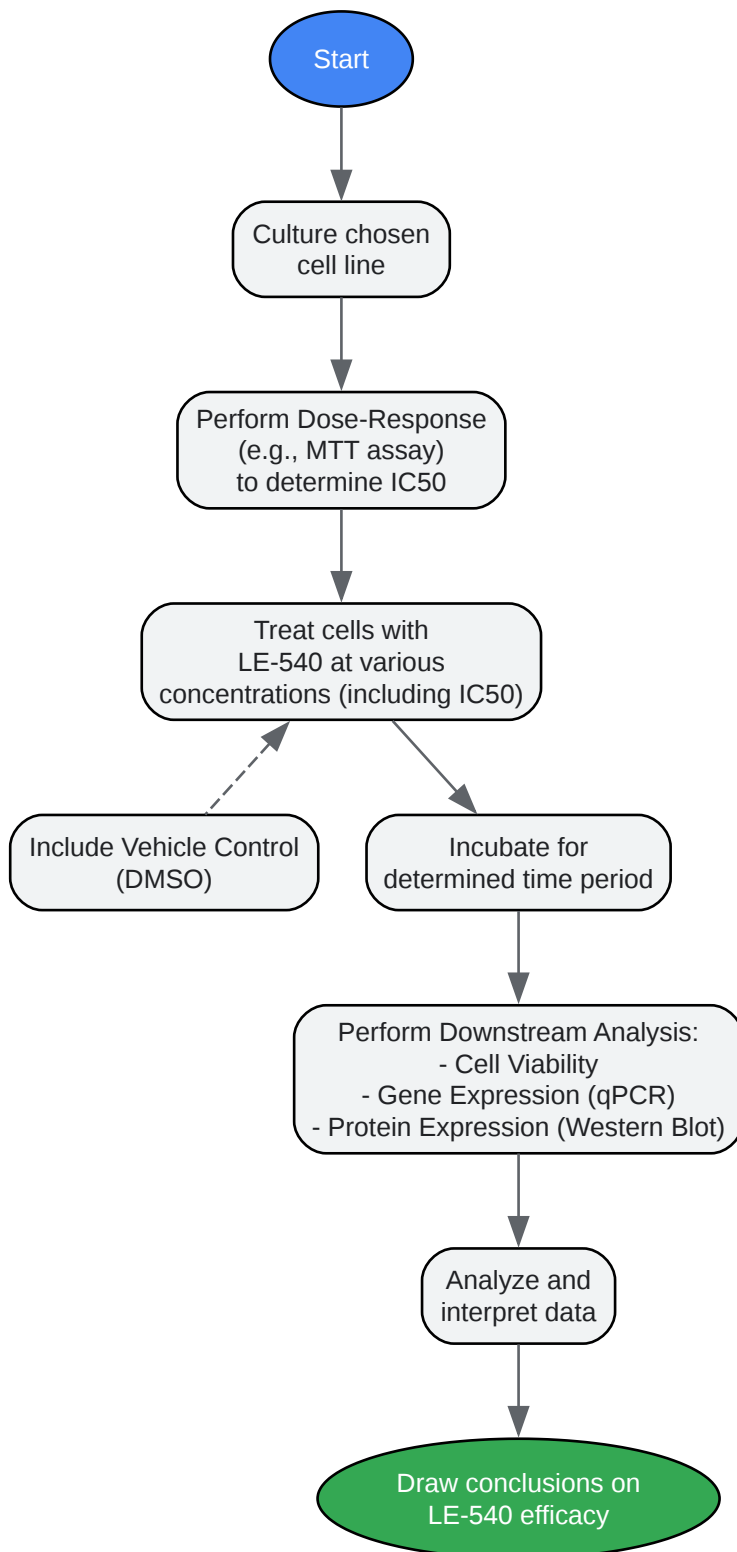 Start
Culture chosen
cell line
Perform Dose-Response
(e.g., MTT assay)
to determine IC50
Treat cells with
LE-540 at various
concentrations (including IC50)
Include Vehicle Control
(DMSO)
Incubate for
determined time period
Perform Downstream Analysis:
- Cell Viability
- Gene Expression (qPCR)
- Protein Expression (Western Blot)
Analyze and
interpret data
Draw conclusions on
LE-540 efficacy